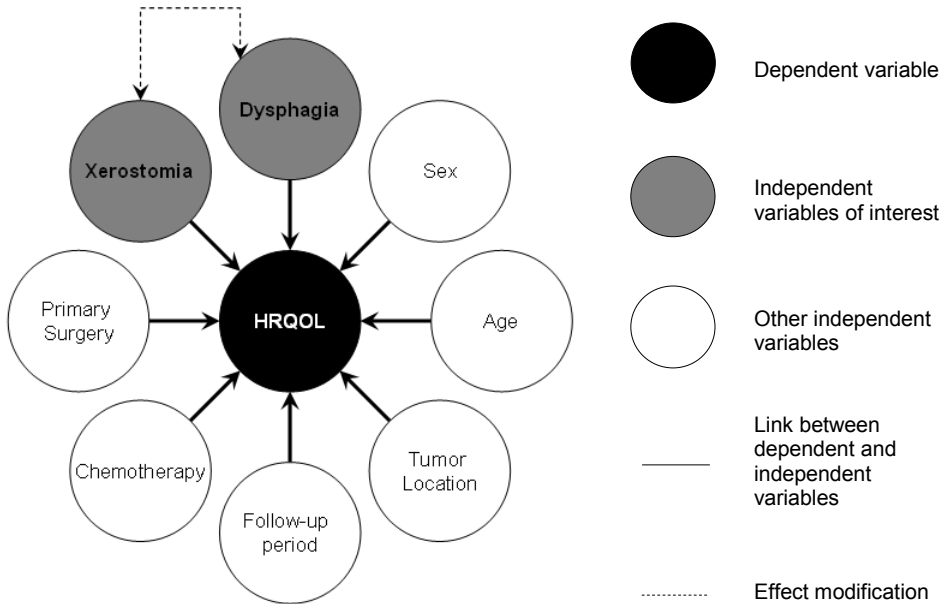 Dysphagia
Xerostomia
Sex
Primary
Surgery
HRQOL
Age
Chemotherapy
Tumor
Location
Follow-up
period
Dependent variable
Independent
variables of interest
Other independent
variables
Link between
dependent and
independent
variables
Effect modification